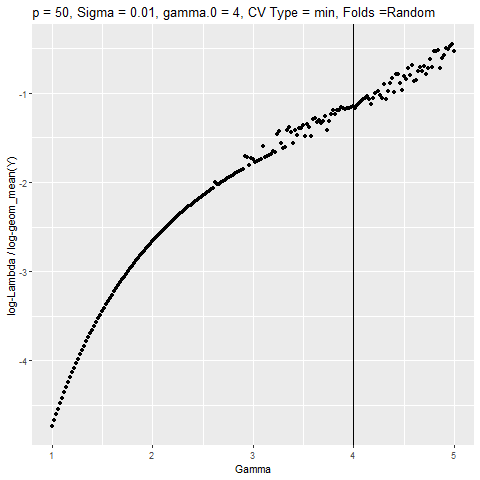 p = 50, Sigma = 0.01, gamma.0 = 4, CV Type = min, Folds =Random
log-Lambda / log-geom_mean(Y)
-1
-2
-3
-4
1 2 3 4 5
Gamma